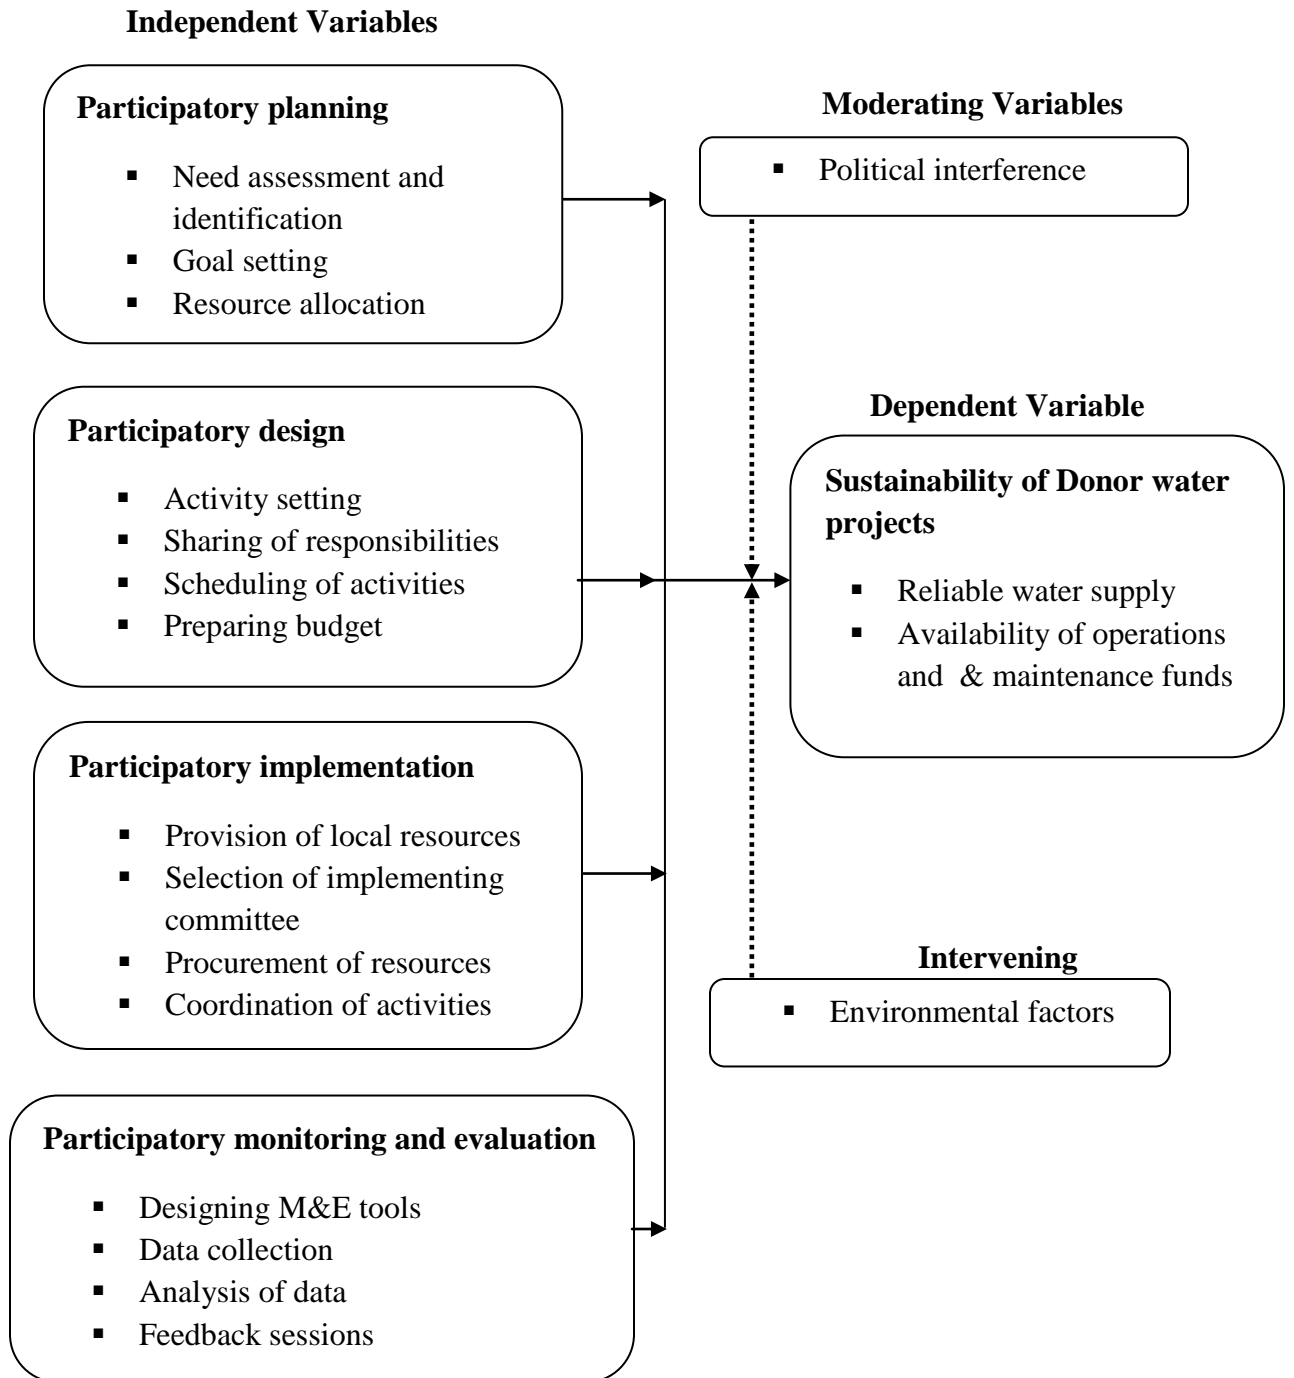 Independent Variables
Participatory planning
▪ Need assessment and
identification
▪ Goal setting
▪ Resource allocation
Participatory design
▪ Activity setting
▪ Sharing of responsibilities
▪ Scheduling of activities
▪ Preparing budget
Participatory implementation
▪ Provision of local resources
▪ Selection of implementing
committee
▪ Procurement of resources
▪ Coordination of activities
Participatory monitoring and evaluation
▪ Designing M&E tools
▪ Data collection
▪ Analysis of data
▪ Feedback sessions
Moderating Variables
▪ Political interference
Dependent Variable
Sustainability of Donor water
projects
▪ Reliable water supply
▪ Availability of operations
and & maintenance funds
Intervening
▪ Environmental factors